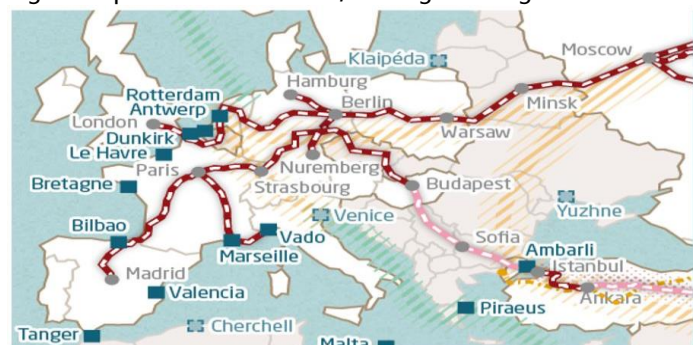 Klaipéda
Moscow
Hamburg
Rotterdam
Antwerp
London
Berlin
Minsk
Dunkirk
Warsaw
Le Havre
Paris
Nuremberg
Bretagne
Strasbourg
Budapest
Venice
Yuzhne
Bilbao
Vado
Sofia
Ambarli
Istanbul
Marseille
Madrid
Valencia
Ankara
Piraeus
Tanger
Cherchell
Malta